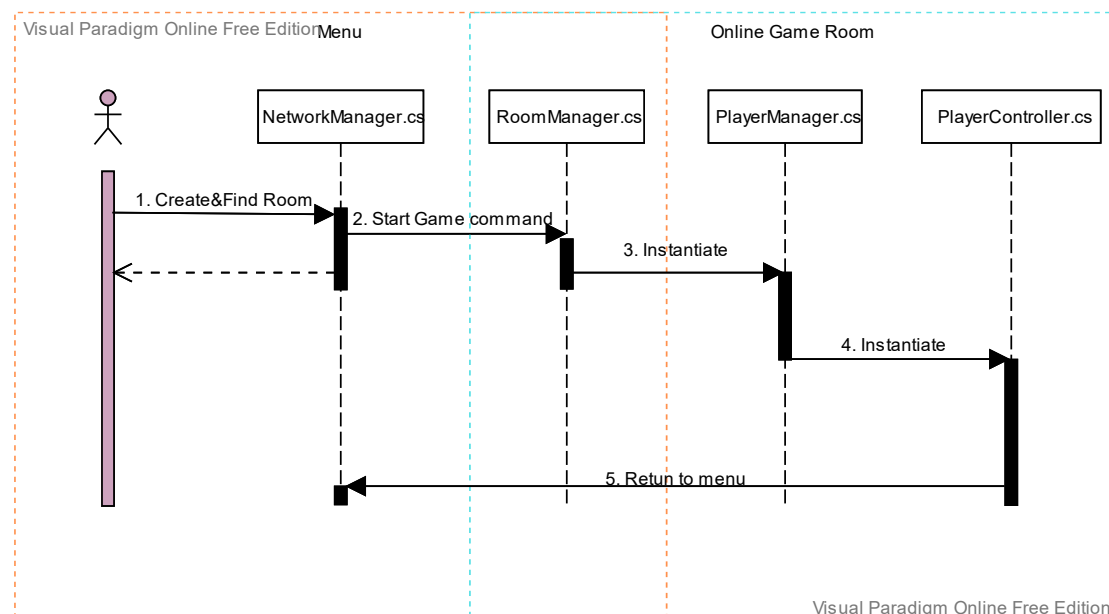 Visual Paradigm Online Free Edition
Menu
Online Game Room
NetworkManager.cs
RoomManager.cs
PlayerManager.cs
PlayerController.cs
1. Create&Find Room
2. Start Game command
3. Instantiate
4. Instantiate
5. Retun to menu
Visual Paradigm Online Free Edition